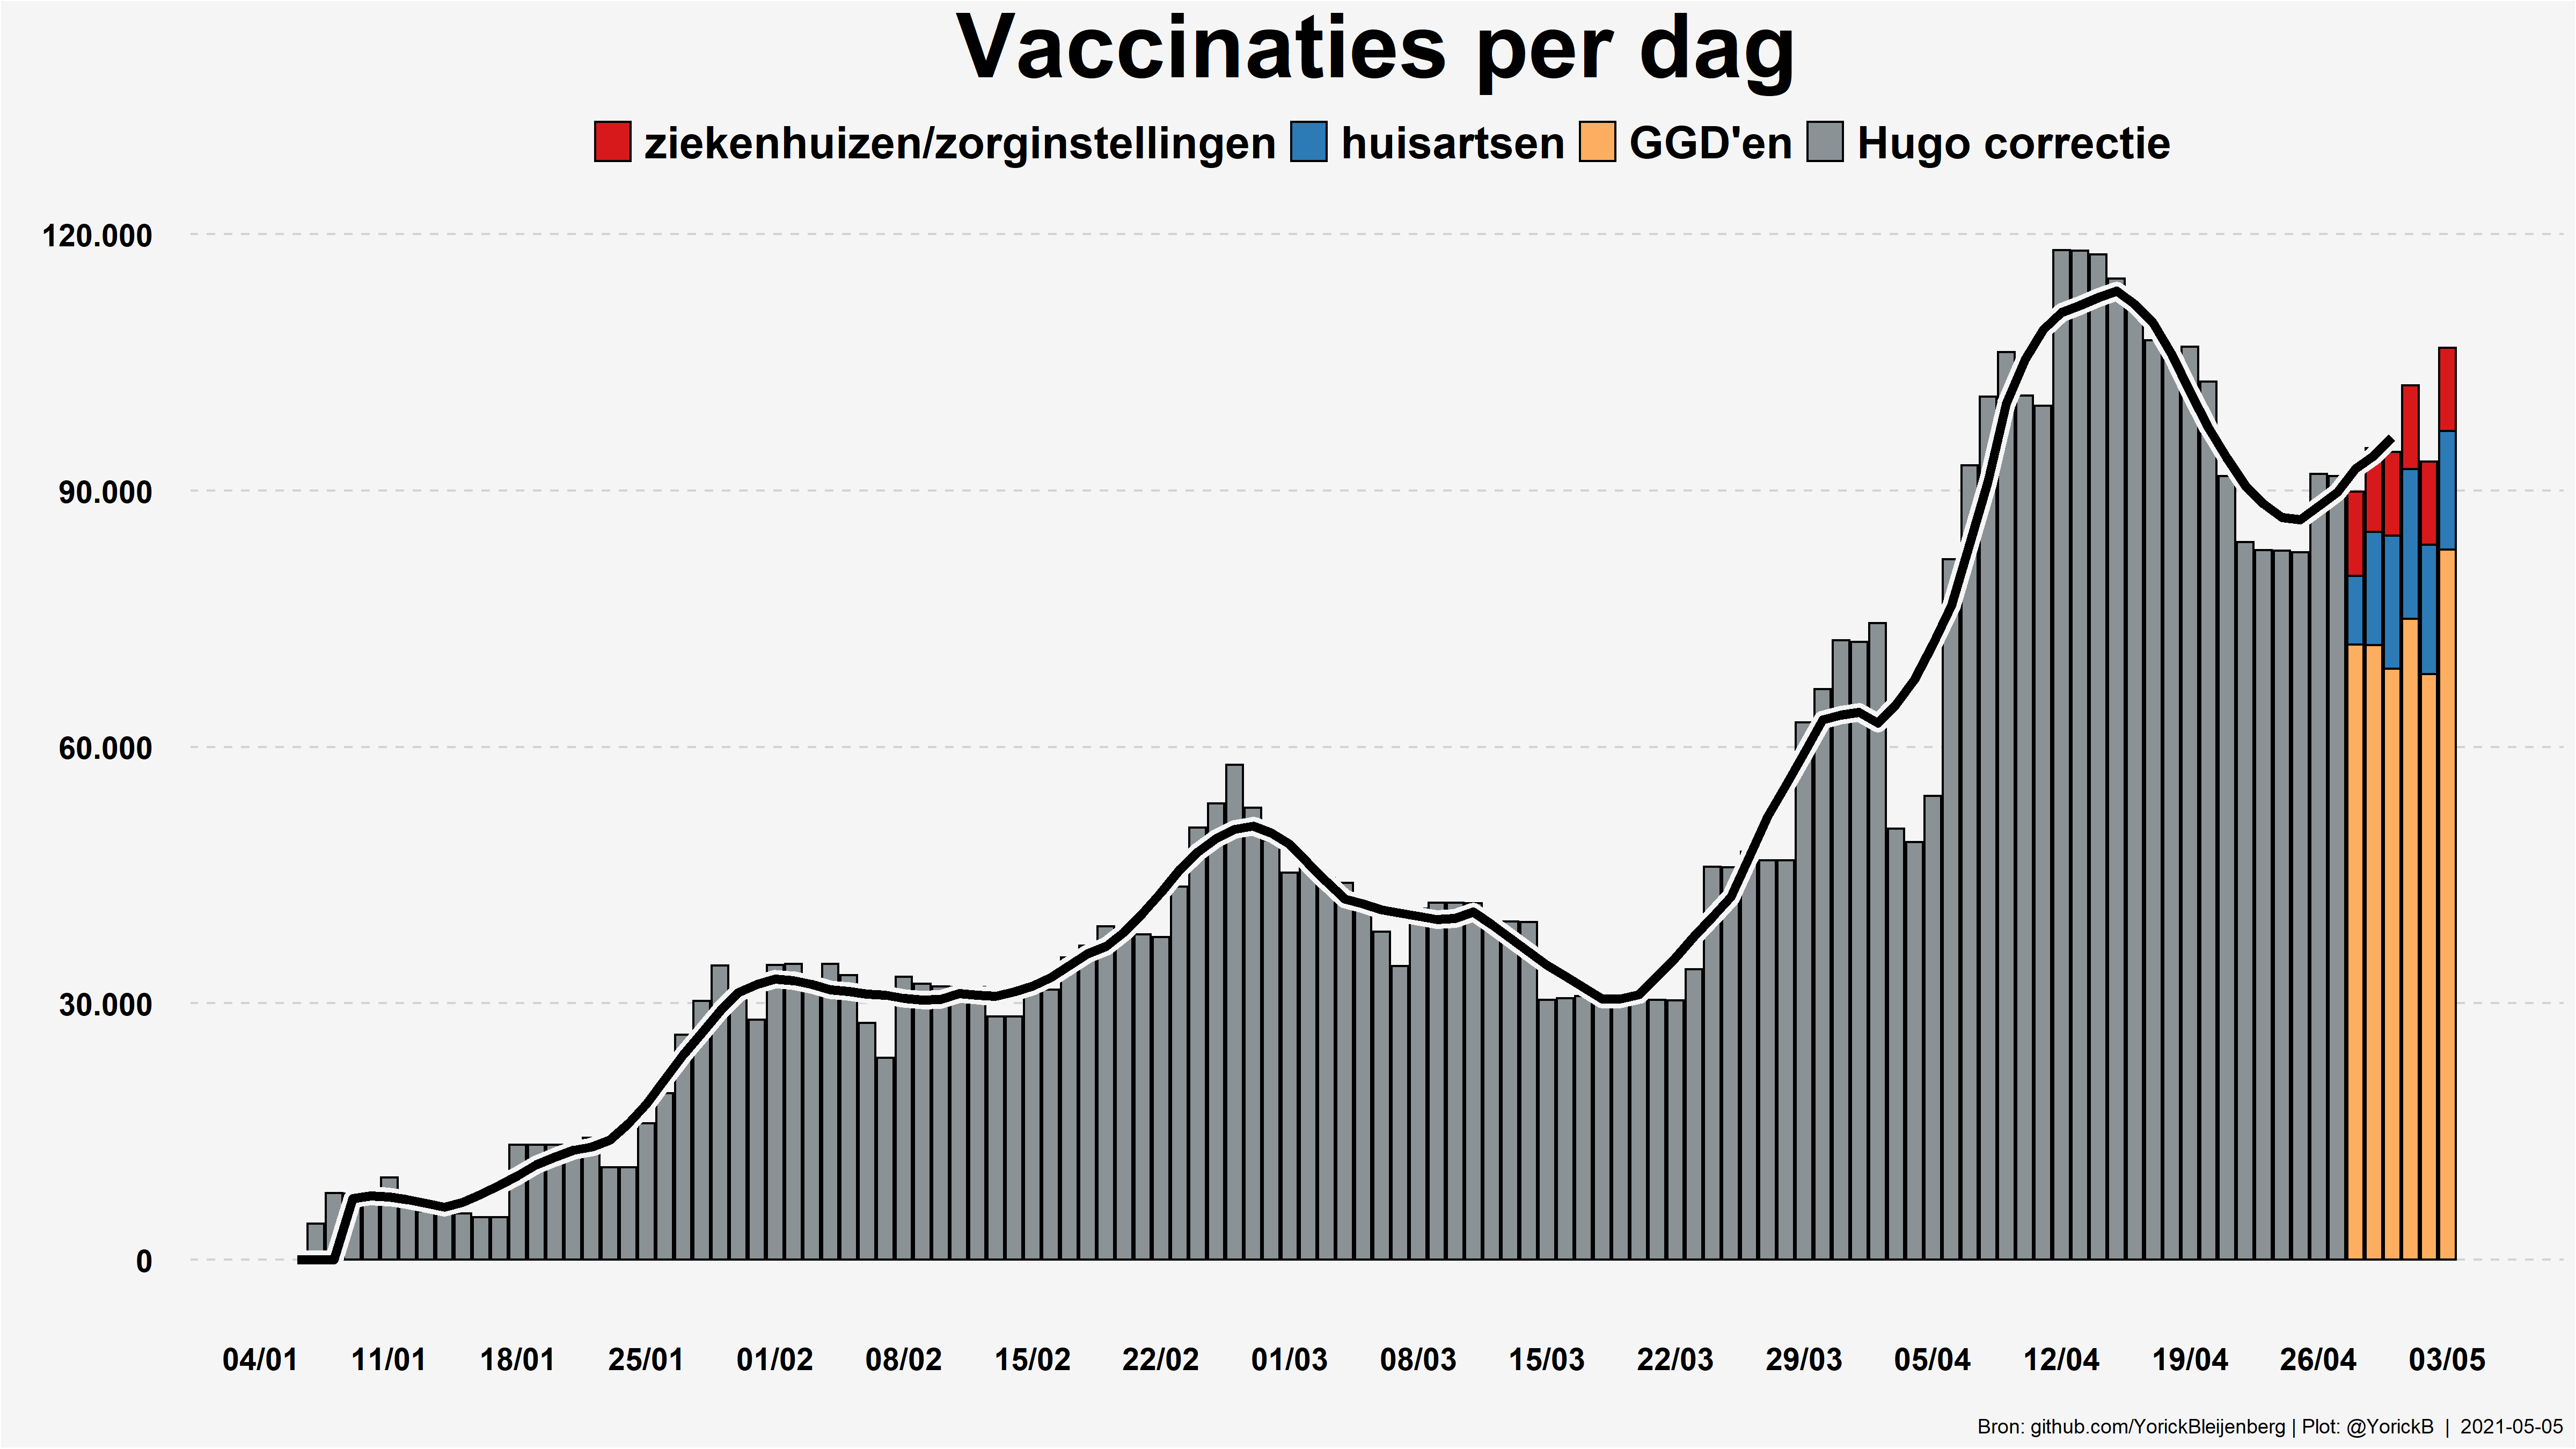 Vaccinaties per dag
ziekenhuizen/zorginstellingen huisartsen GGD'en Hugo correctie
120.000
90.000
60.000
30.000
0
04/01 11/01 18/01 25/01 01/02 08/02 15/02 22/02 01/03 08/03 15/03 22/03 29/03 05/04 12/04 19/04 26/04 03/05
Bron: github.com/YorickBleijenberg | Plot: @YorickB | 2021-05-05